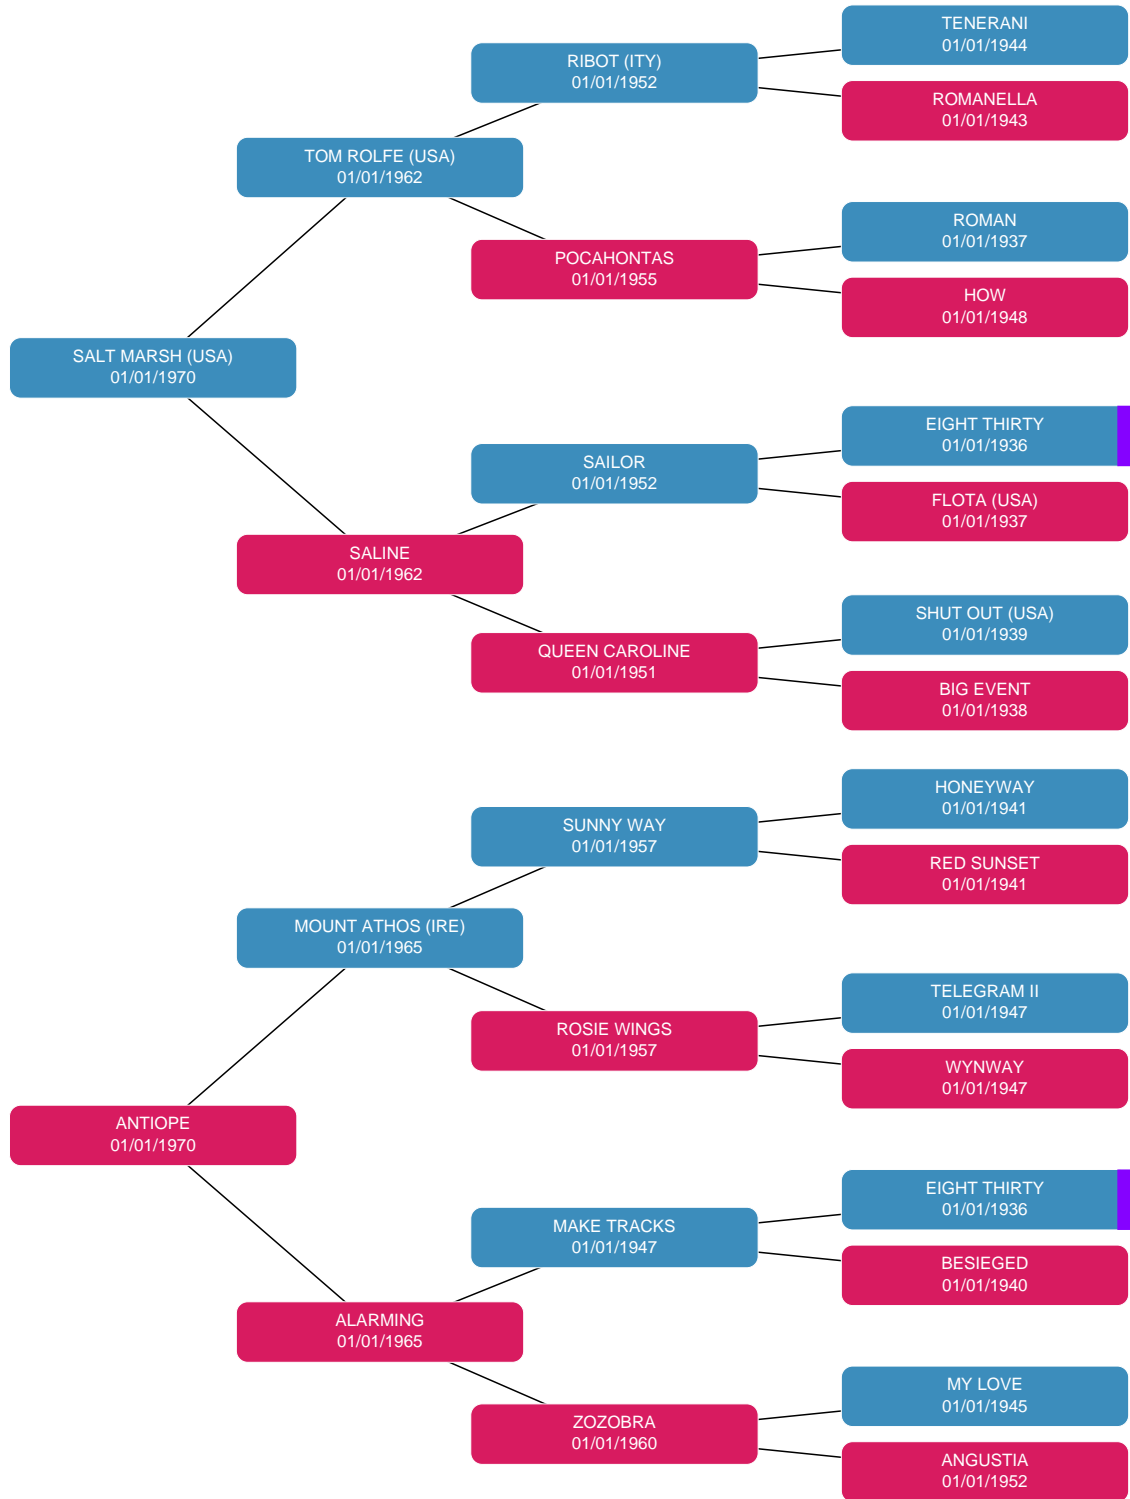 TENERANI
01/01/1944
RIBOT (ITY)
01/01/1952
ROMANELLA
01/01/1943
TOM ROLFE (USA)
01/01/1962
ROMAN
01/01/1937
POCAHONTAS
01/01/1955
HOW
01/01/1948
SALT MARSH (USA)
01/01/1970
EIGHT THIRTY
01/01/1936
SAILOR
01/01/1952
FLOTA (USA)
01/01/1937
SALINE
01/01/1962
SHUT OUT (USA)
01/01/1939
QUEEN CAROLINE
01/01/1951
BIG EVENT
01/01/1938
HONEYWAY
01/01/1941
SUNNY WAY
01/01/1957
RED SUNSET
01/01/1941
MOUNT ATHOS (IRE)
01/01/1965
TELEGRAM II
01/01/1947
ROSIE WINGS
01/01/1957
WYNWAY
01/01/1947
ANTIOPE
01/01/1970
EIGHT THIRTY
01/01/1936
MAKE TRACKS
01/01/1947
BESIEGED
01/01/1940
ALARMING
01/01/1965
MY LOVE
01/01/1945
ZOZOBRA
01/01/1960
ANGUSTIA
01/01/1952